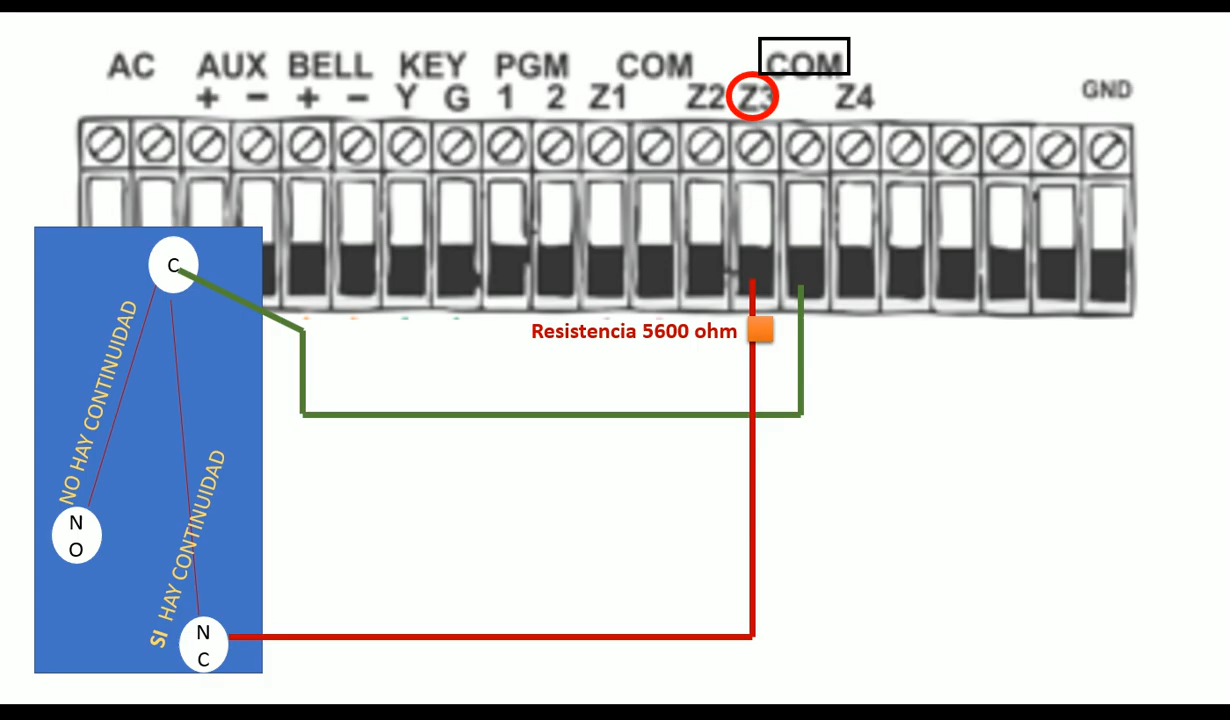 AC AUX BELL KEY PGM COM COM
+ - + - Y G 1 2 Z1 Z2 Z3 Z4 GND
C
Resistencia 5600 ohm
NO HAY CONTINUIDAD
SI HAY CONTINUIDAD
N
O
N
C